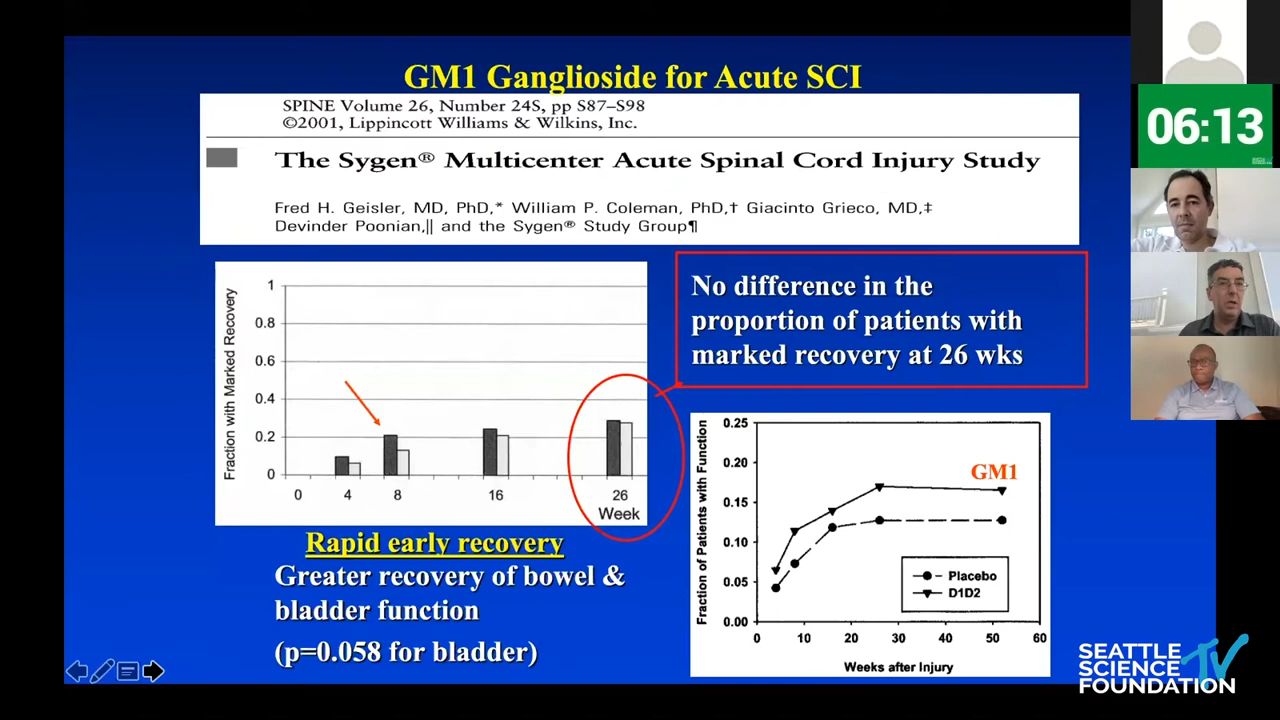 GM1 Ganglioside for Acute SCI
SPINE Volume 26, Number 24S, pp S87–S98
©2001, Lippincott Williams & Wilkins, Inc.
The Sygen® Multicenter Acute Spinal Cord Injury Study
Fred H. Geisler, MD, PhD,* William P. Coleman, PhD,† Giacinto Grieco, MD,‡
Devinder Poonian,‖ and the Sygen® Study Group¶
06:13
Fraction with Marked Recovery
1
0.8
0.6
0.4
0.2
0
0 4 8 16 26
Week
No difference in the
proportion of patients with
marked recovery at 26 wks
Rapid early recovery
Greater recovery of bowel &
bladder function
(p=0.058 for bladder)
Fraction of Patients with Function
0.25
0.20
0.15
0.10
0.05
0.00
GM1
Placebo
D1D2
0 10 20 30 40 50 60
Weeks after Injury
SEATTLE
SCIENCE TV
FOUNDATION